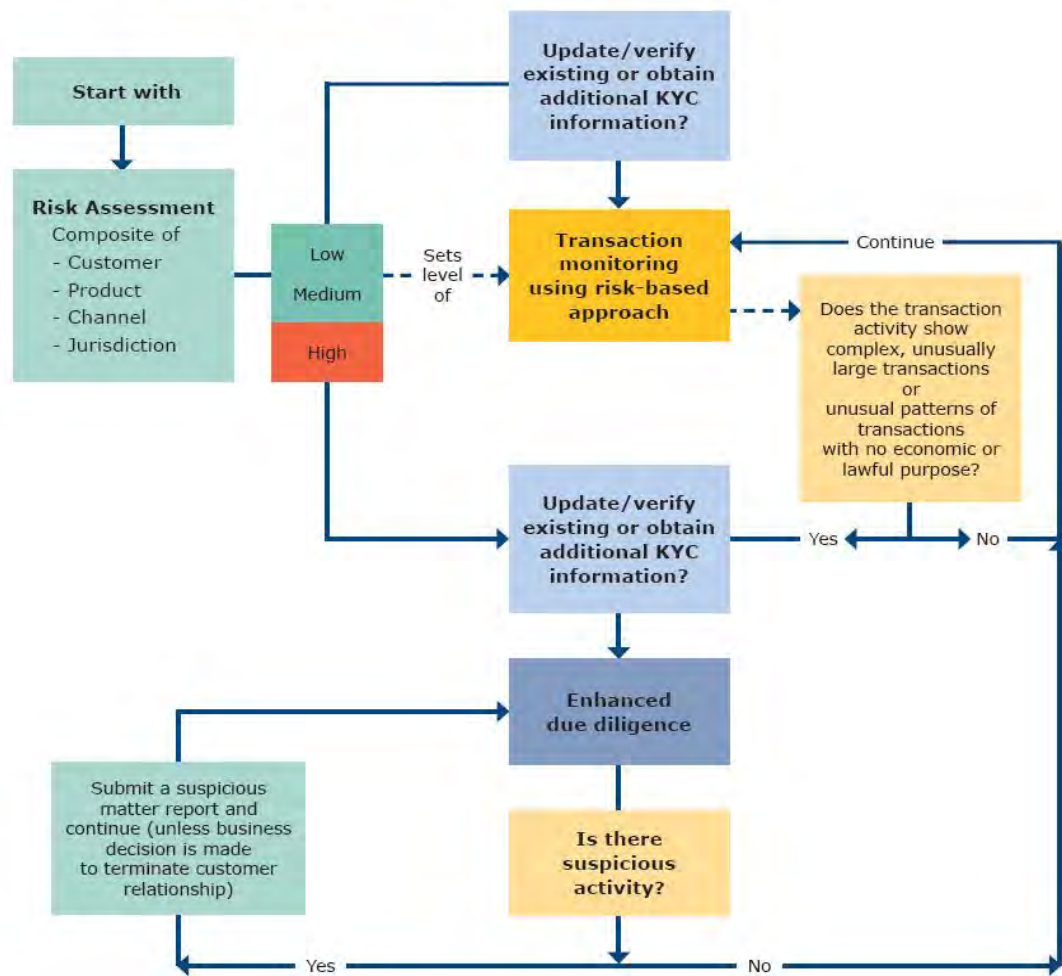 Start with
Risk Assessment
Composite of
- Customer
- Product
- Channel
- Jurisdiction
Low
Medium
High
Update/verify
existing or obtain
additional KYC
information?
Sets
level
of
Transaction
monitoring
using risk-based
approach
Continue
Does the transaction
activity show
complex, unusually
large transactions
or
unusual patterns of
transactions
with no economic or
lawful purpose?
Yes
No
Update/verify
existing or obtain
additional KYC
information?
Enhanced
due diligence
Submit a suspicious
matter report and
continue (unless business
decision is made
to terminate customer
relationship)
Is there
suspicious
activity?
Yes
No